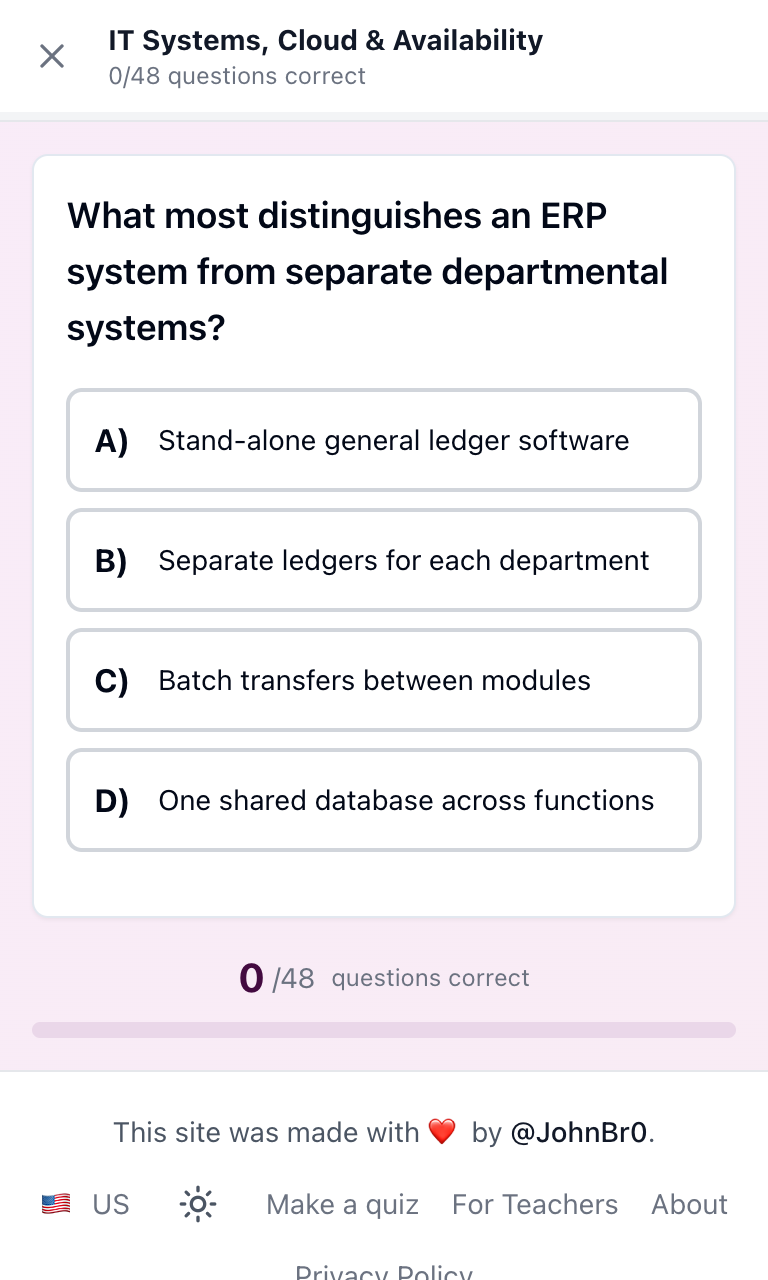 IT Systems, Cloud & Availability
0/48 questions correct
What most distinguishes an ERP
system from separate departmental
systems?
A) Stand-alone general ledger software
B) Separate ledgers for each department
C) Batch transfers between modules
D) One shared database across functions
0 /48 questions correct
This site was made with ❤️ by @JohnBr0.
🇺🇸 US Make a quiz For Teachers About
Privacy Policy